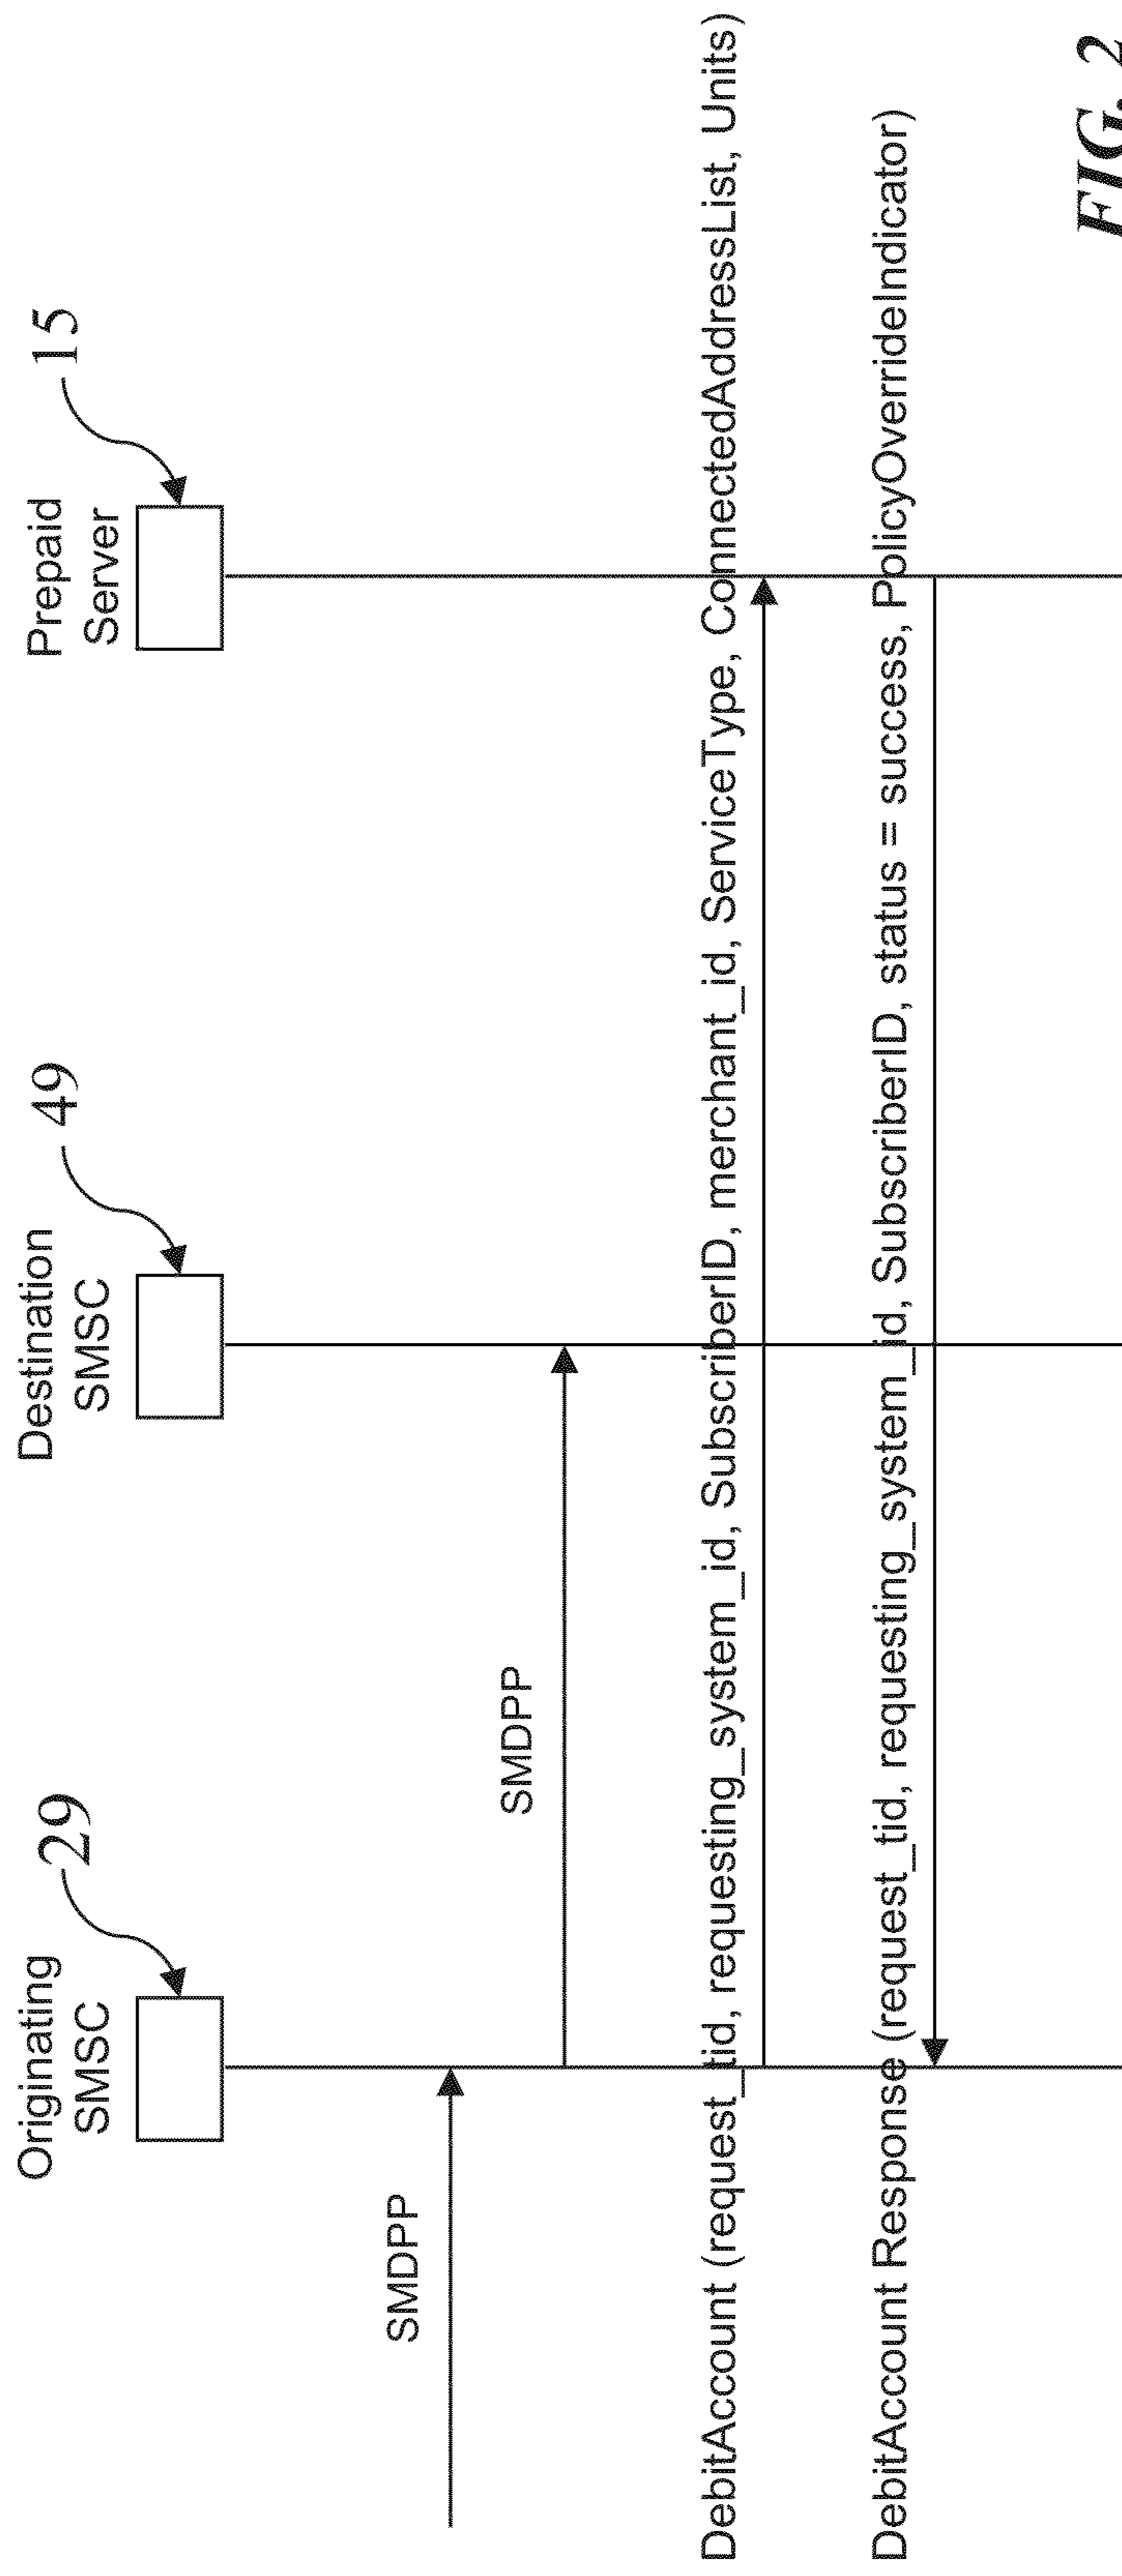 Originating
SMSC
29
Destination
SMSC
49
Prepaid
Server
15
SMDPP
SMDPP
DebitAccount (request_tid, requesting_system_id, SubscriberID, merchant_id, ServiceType, ConnectedAddressList, Units)
DebitAccount Response (request_tid, requesting_system_id, SubscriberID, status = success, PolicyOverrideIndicator)
FIG. 2